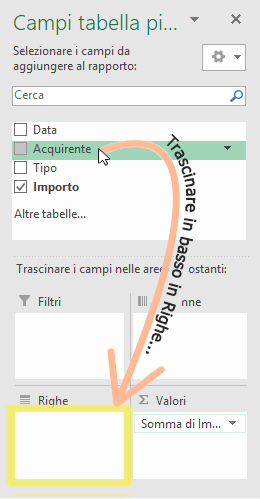 Campi tabella pi...
Selezionare i campi da
aggiungere al rapporto:
Cerca
Data
Acquirente
Tipo
Importo
Altre tabelle...
Trascinare in basso in Righe...
Trascinare i campi nelle aree ostanti:
Filtri
nne
Righe
Valori
Somma di Im...